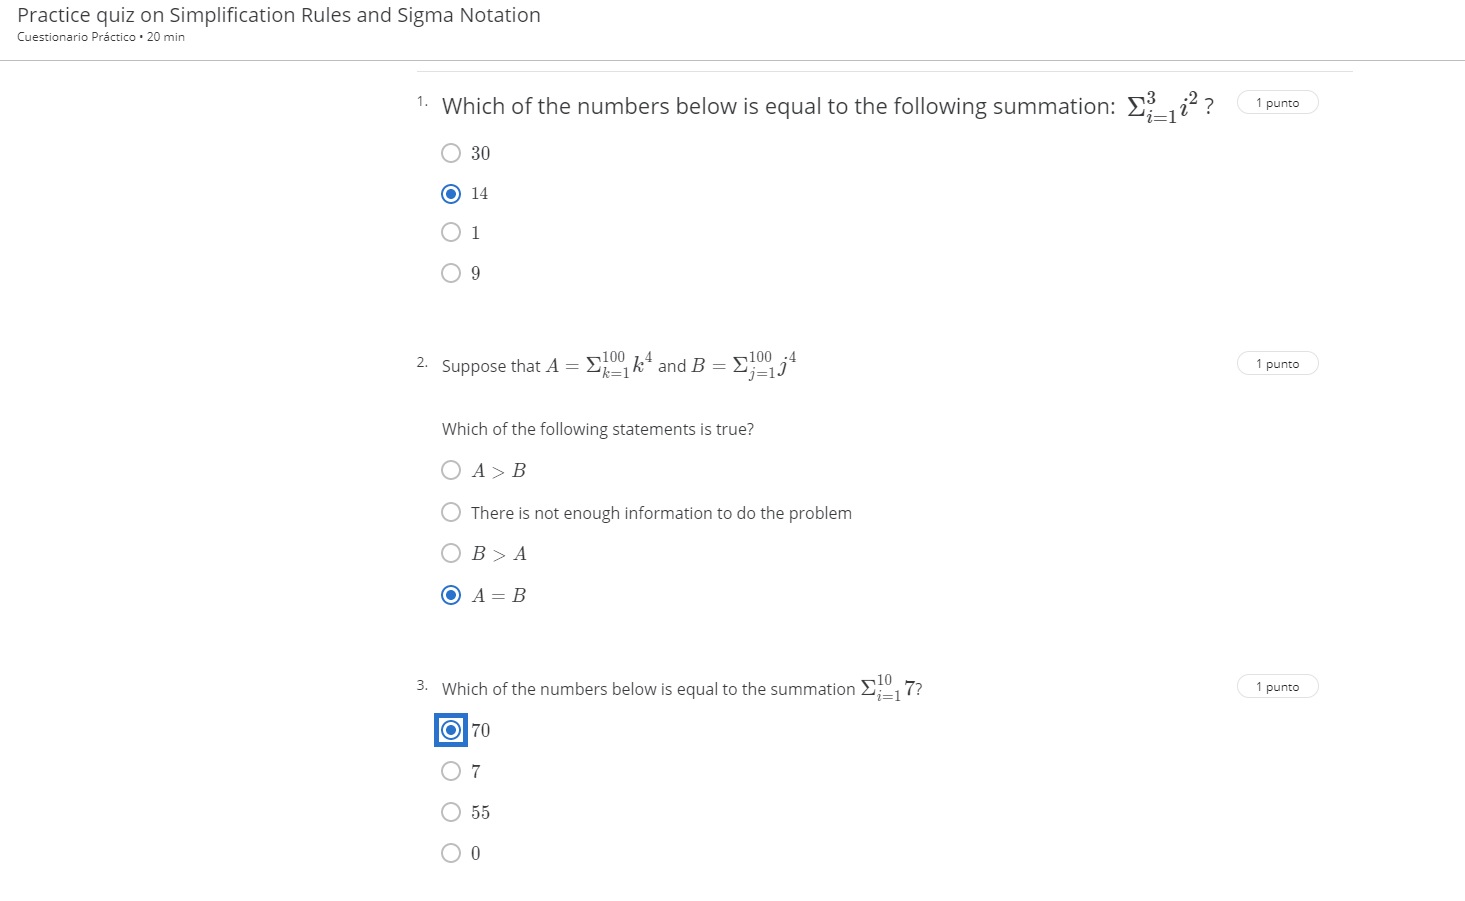 Practice quiz on Simplification Rules and Sigma Notation
Cuestionario Práctico • 20 min
1. Which of the numbers below is equal to the following summation: Σ_{i=1}^{3} i^2 ? 1 punto
30
14
1
9
2. Suppose that A = Σ_{k=1}^{100} k^4 and B = Σ_{j=1}^{100} j^4 1 punto
Which of the following statements is true?
A > B
There is not enough information to do the problem
B > A
A = B
3. Which of the numbers below is equal to the summation Σ_{i=1}^{10} 7? 1 punto
70
7
55
0